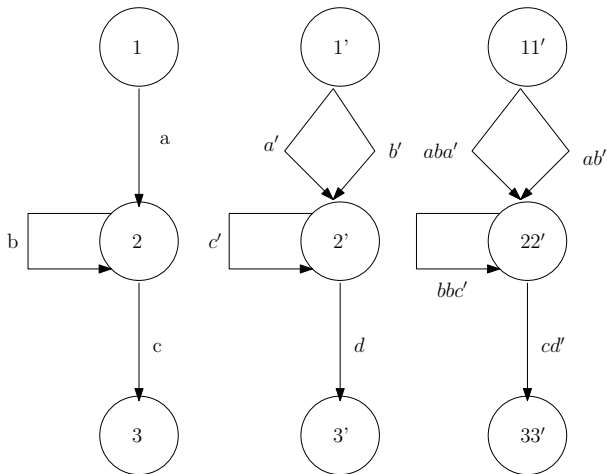 1
a
b
2
c
3
1'
a′
b′
c′
2'
d
3'
11′
aba′
ab′
22′
bbc′
cd′
33′